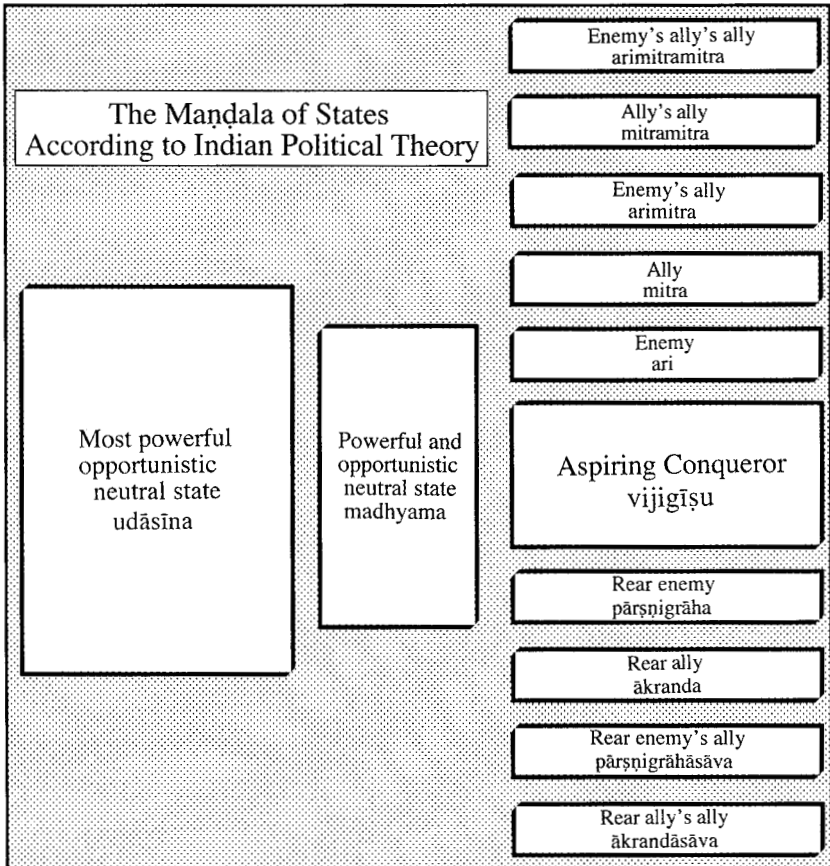 The Maṇḍala of States
According to Indian Political Theory
Most powerful
opportunistic
neutral state
udāsīna
Powerful and
opportunistic
neutral state
madhyama
Enemy's ally's ally
arimitramitra
Ally's ally
mitramitra
Enemy's ally
arimitra
Ally
mitra
Enemy
ari
Aspiring Conqueror
vijigīṣu
Rear enemy
pārṣṇigrāha
Rear ally
ākranda
Rear enemy's ally
pārṣṇigrāhāsāva
Rear ally's ally
ākrandāsāva